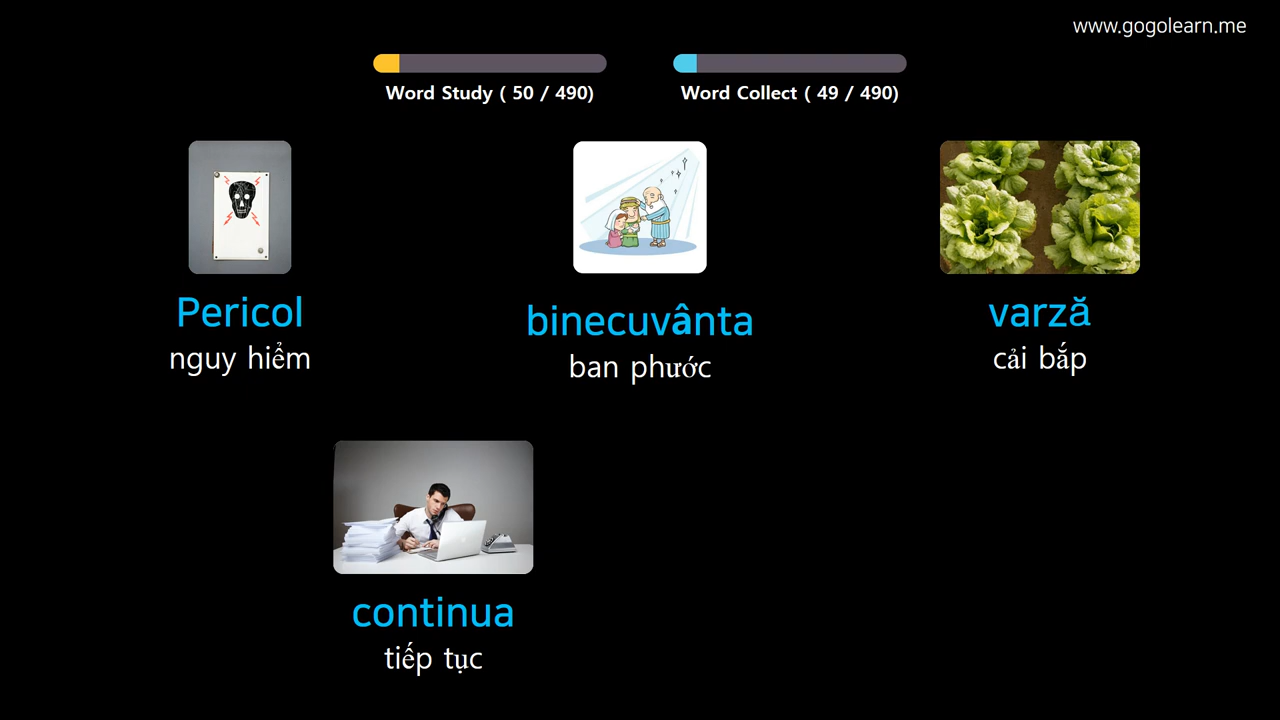 www.gogolearn.me
Word Study ( 50 / 490)
Word Collect ( 49 / 490)
Pericol
nguy hiểm
binecuvânta
ban phước
varză
cải bắp
continua
tiếp tục